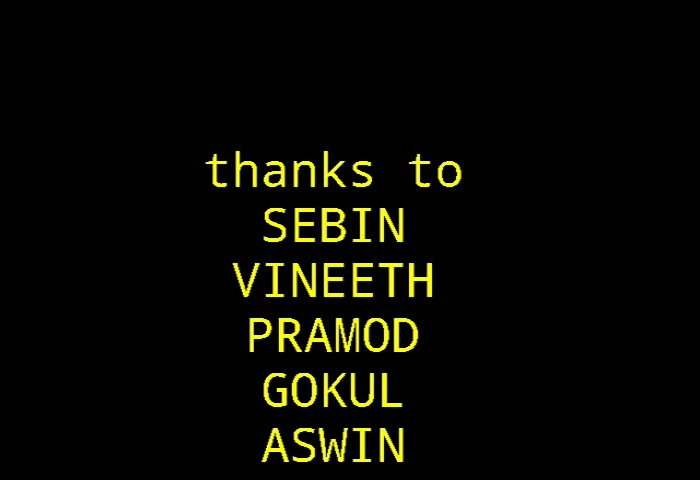 thanks to
SEBIN
VINEETH
PRAMOD
GOKUL
ASWIN